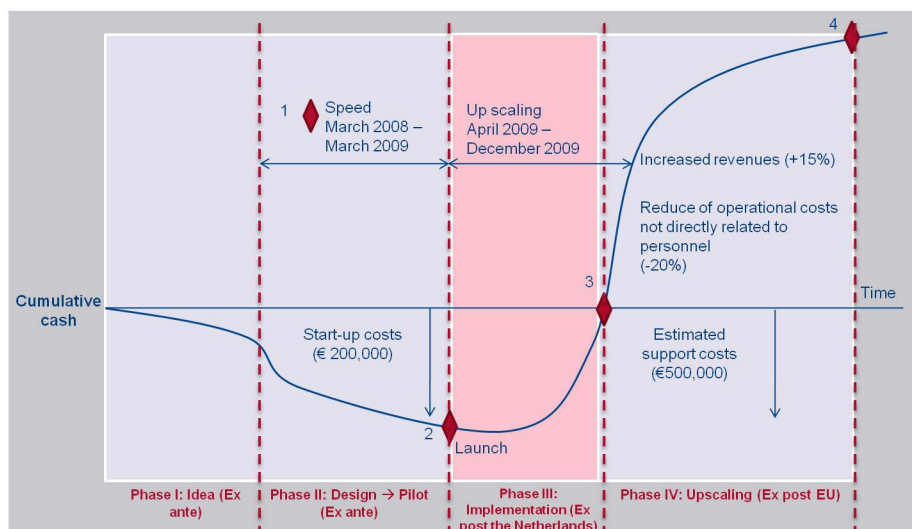 4
1
Speed
March 2008 –
March 2009
Up scaling
April 2009 –
December 2009
Increased revenues (+15%)
Reduce of operational costs
not directly related to
personnel
(-20%)
3
Time
Cumulative
cash
Start-up costs
(€ 200,000)
Estimated
support costs
(€500,000)
2
Launch
Phase I: Idea (Ex
ante)
Phase II: Design → Pilot
(Ex ante)
Phase III:
Implementation (Ex
post the Netherlands)
Phase IV: Upscaling (Ex post EU)